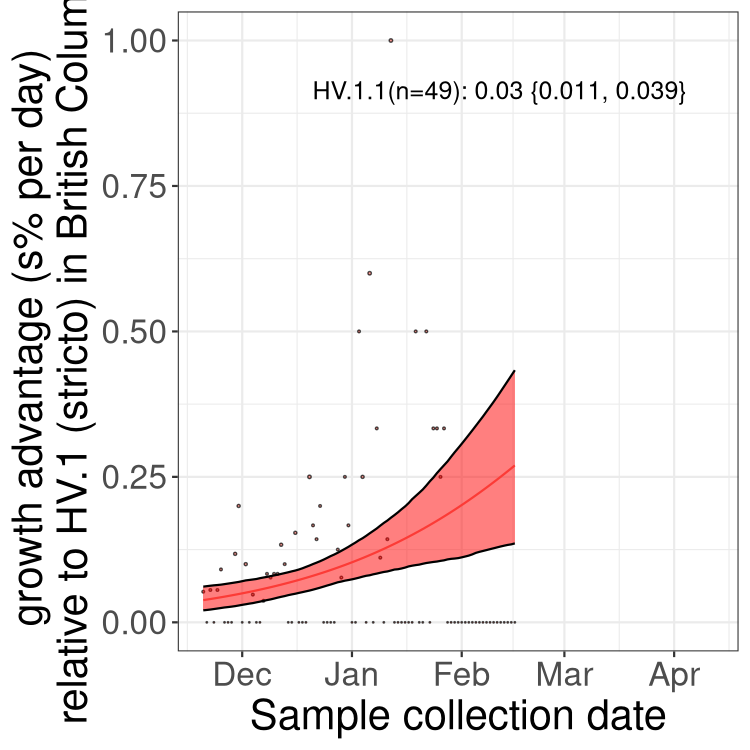 growth advantage (s% per day)
relative to HV.1 (stricto) in British Colum
1.00
0.75
0.50
0.25
0.00
HV.1.1(n=49): 0.03 {0.011, 0.039}
Dec Jan Feb Mar Apr
Sample collection date